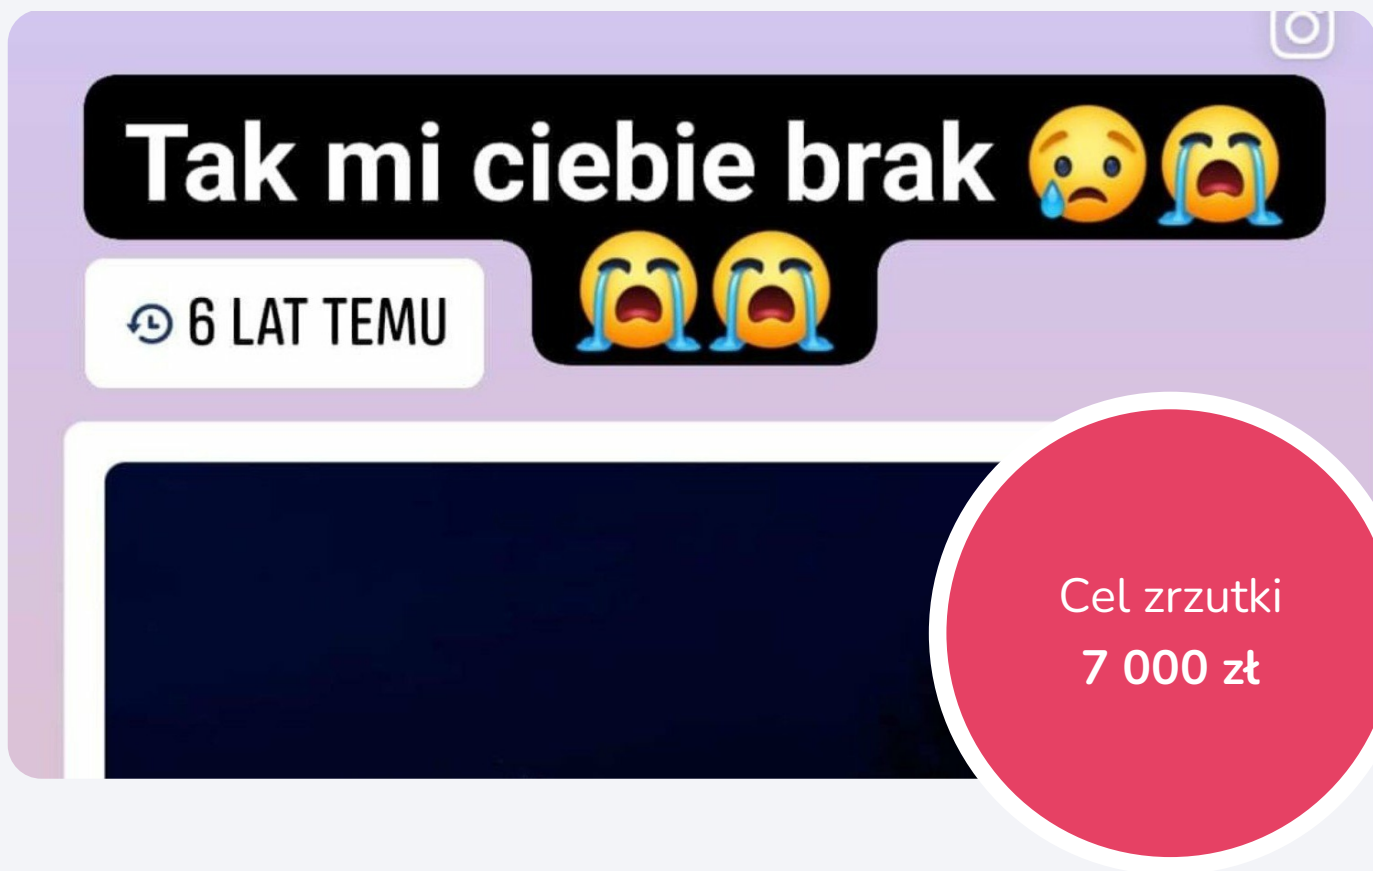 Tak mi ciebie brak 😢😭
😭😭
6 LAT TEMU
Cel zrzutki
7 000 zł